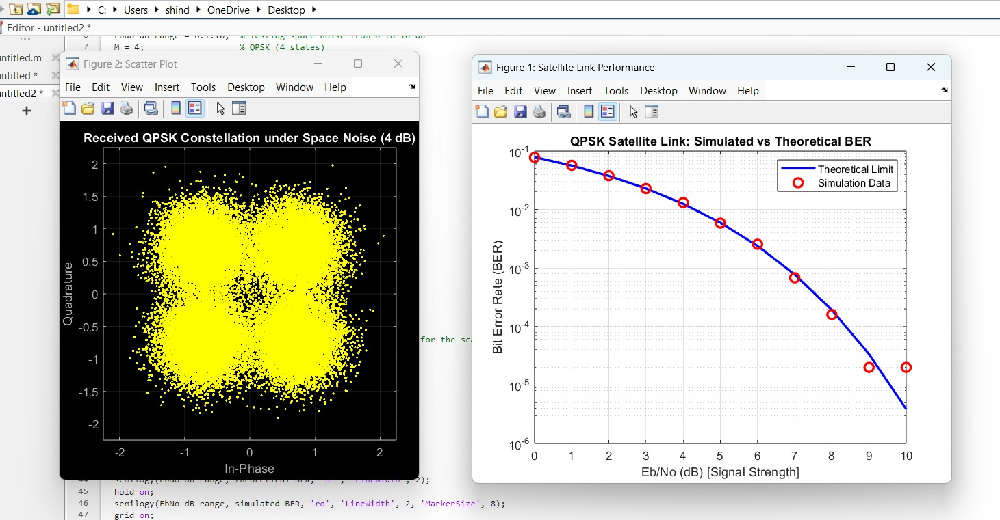 C: Users shind OneDrive Desktop
Editor - untitled2 *
EbNo_dB_range = 0:1:10; % Testing space noise from 0 to 10 dB
7 M = 4; % QPSK (4 states)
ntitled.m
ntitled *
ntitled2 *
+
Figure 2: Scatter Plot
File Edit View Insert Tools Desktop Window Help
Received QPSK Constellation under Space Noise (4 dB)
2
1.5
1
0.5
0
-0.5
-1
-1.5
-2
Quadrature
-2 -1 0 1 2
In-Phase
for the sca
Figure 1: Satellite Link Performance
File Edit View Insert Tools Desktop Window Help
QPSK Satellite Link: Simulated vs Theoretical BER
Theoretical Limit
Simulation Data
10-1
10-2
10-3
10-4
10-5
10-6
Bit Error Rate (BER)
0 1 2 3 4 5 6 7 8 9 10
Eb/No (dB) [Signal Strength]
44 semilogy(EbNo_dB_range, theoretical_BER, 'b-', 'LineWidth', 2);
45 hold on;
46 semilogy(EbNo_dB_range, simulated_BER, 'ro', 'LineWidth', 2, 'MarkerSize', 8);
47 grid on;